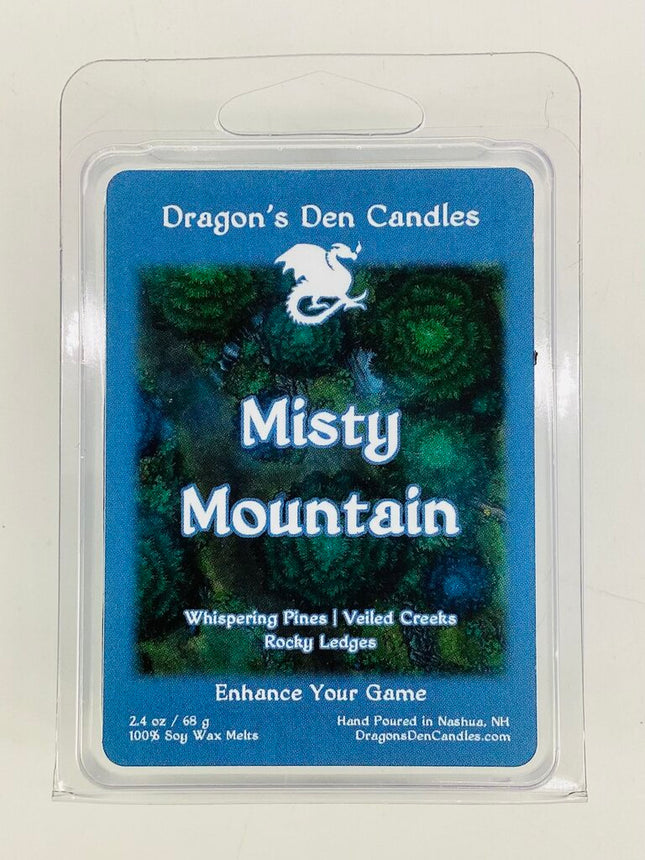 Dragon's Den Candles
Misty
Mountain
Whispering Pines | Veiled Creeks
Rocky Ledges
Enhance Your Game
2.4 oz / 68 g
100% Soy Wax Melts
Hand Poured in Nashua, NH
DragonsDenCandles.com